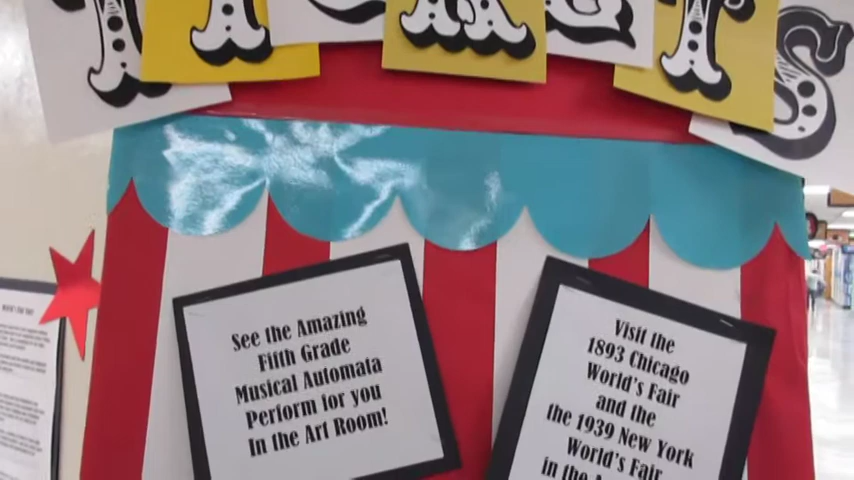 TICKETS
See the Amazing
Fifth Grade
Musical Automata
Perform for you
In the Art Room!
Visit the
1893 Chicago
World's Fair
and the
the 1939 New York
World's Fair
in the